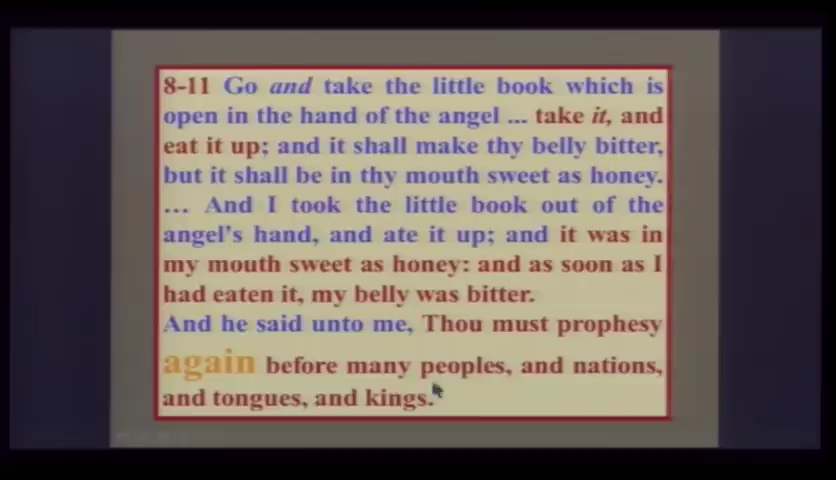 8-11 Go and take the little book which is
open in the hand of the angel ... take it, and
eat it up; and it shall make thy belly bitter,
but it shall be in thy mouth sweet as honey.
... And I took the little book out of the
angel's hand, and ate it up; and it was in
my mouth sweet as honey: and as soon as I
had eaten it, my belly was bitter.
And he said unto me, Thou must prophesy
again before many peoples, and nations,
and tongues, and kings.